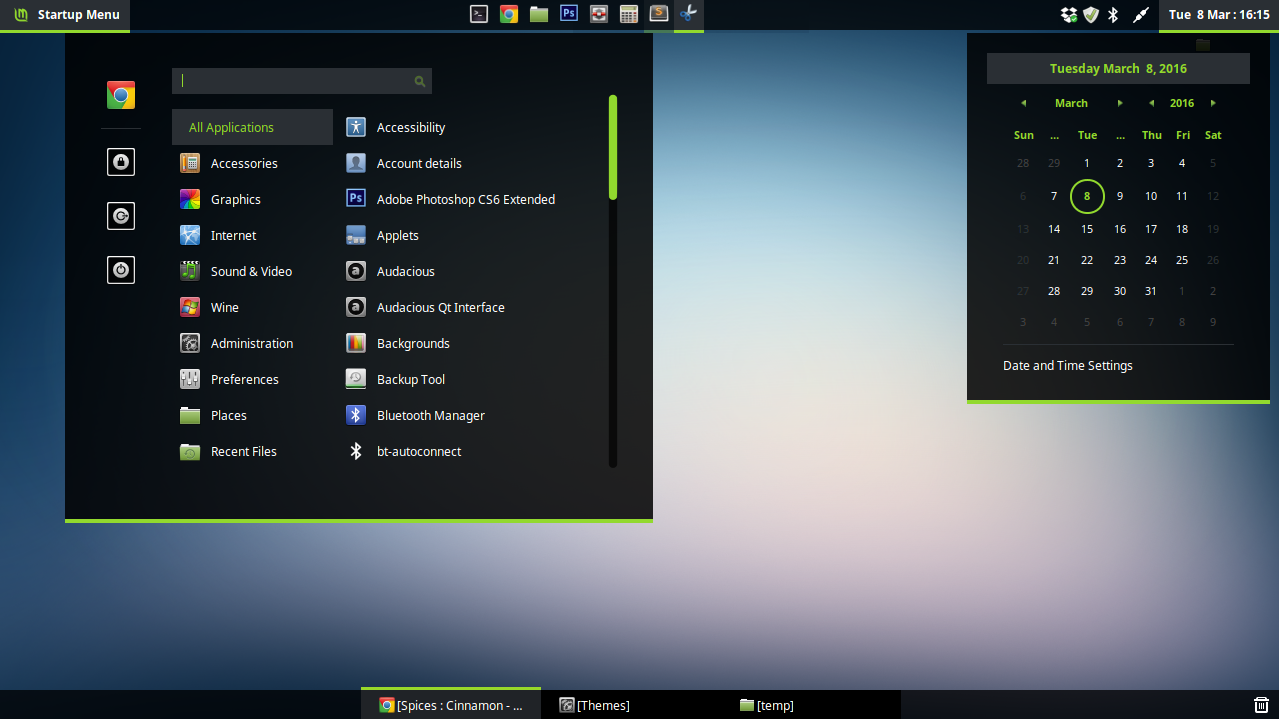 Startup Menu
Ps
S
Tue 8 Mar : 16:15
All Applications
Accessories
Graphics
Internet
Sound & Video
Wine
Administration
Preferences
Places
Recent Files
Accessibility
Account details
Ps Adobe Photoshop CS6 Extended
Applets
a Audacious
a Audacious Qt Interface
Backgrounds
Backup Tool
Bluetooth Manager
bt-autoconnect
Tuesday March 8, 2016
March 2016
Sun ... Tue ... Thu Fri Sat
28 29 1 2 3 4 5
6 7 8 9 10 11 12
13 14 15 16 17 18 19
20 21 22 23 24 25 26
27 28 29 30 31 1 2
3 4 5 6 7 8 9
Date and Time Settings
[Spices : Cinnamon - ...
[Themes]
[temp]